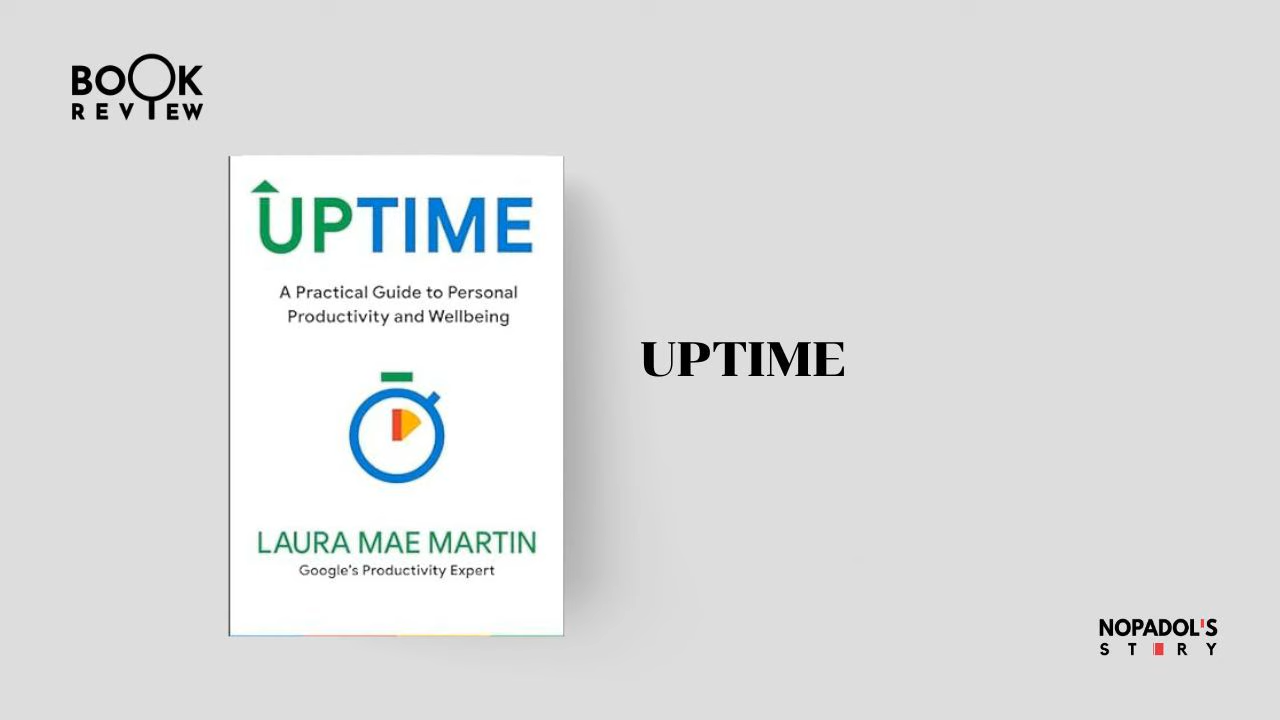 BOOK
REVIEW
UPTIME
A Practical Guide to Personal
Productivity and Wellbeing
LAURA MAE MARTIN
Google's Productivity Expert
UPTIME
NOPADOL'S
STORY